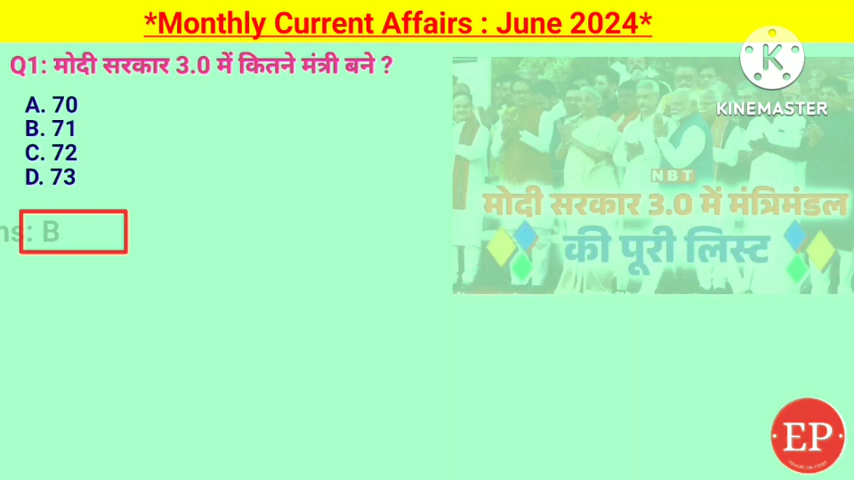 *Monthly Current Affairs : June 2024*
Q1: मोदी सरकार 3.0 में कितने मंत्री बने ?
A. 70
B. 71
C. 72
D. 73
ns: B
KINEMASTER
NBT
मोदी सरकार 3.0 में मंत्रिमंडल
की पूरी लिस्ट
EP